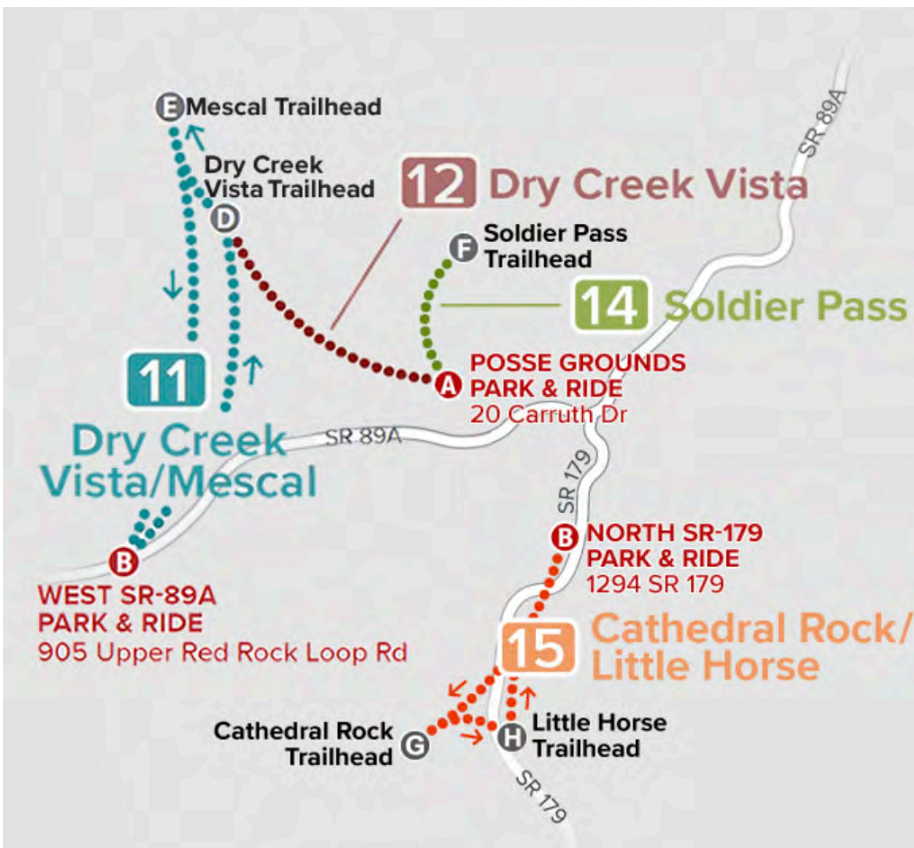 SR 89A
E Mescal Trailhead
Dry Creek
Vista Trailhead
D
12 Dry Creek Vista
F Soldier Pass
Trailhead
14 Soldier Pass
A POSSE GROUNDS
PARK & RIDE
20 Carruth Dr
11
Dry Creek
Vista/Mescal
SR 89A
SR 179
B
WEST SR-89A
PARK & RIDE
905 Upper Red Rock Loop Rd
B NORTH SR-179
PARK & RIDE
1294 SR 179
15 Cathedral Rock/
Little Horse
Cathedral Rock
Trailhead G
H Little Horse
Trailhead
SR 179